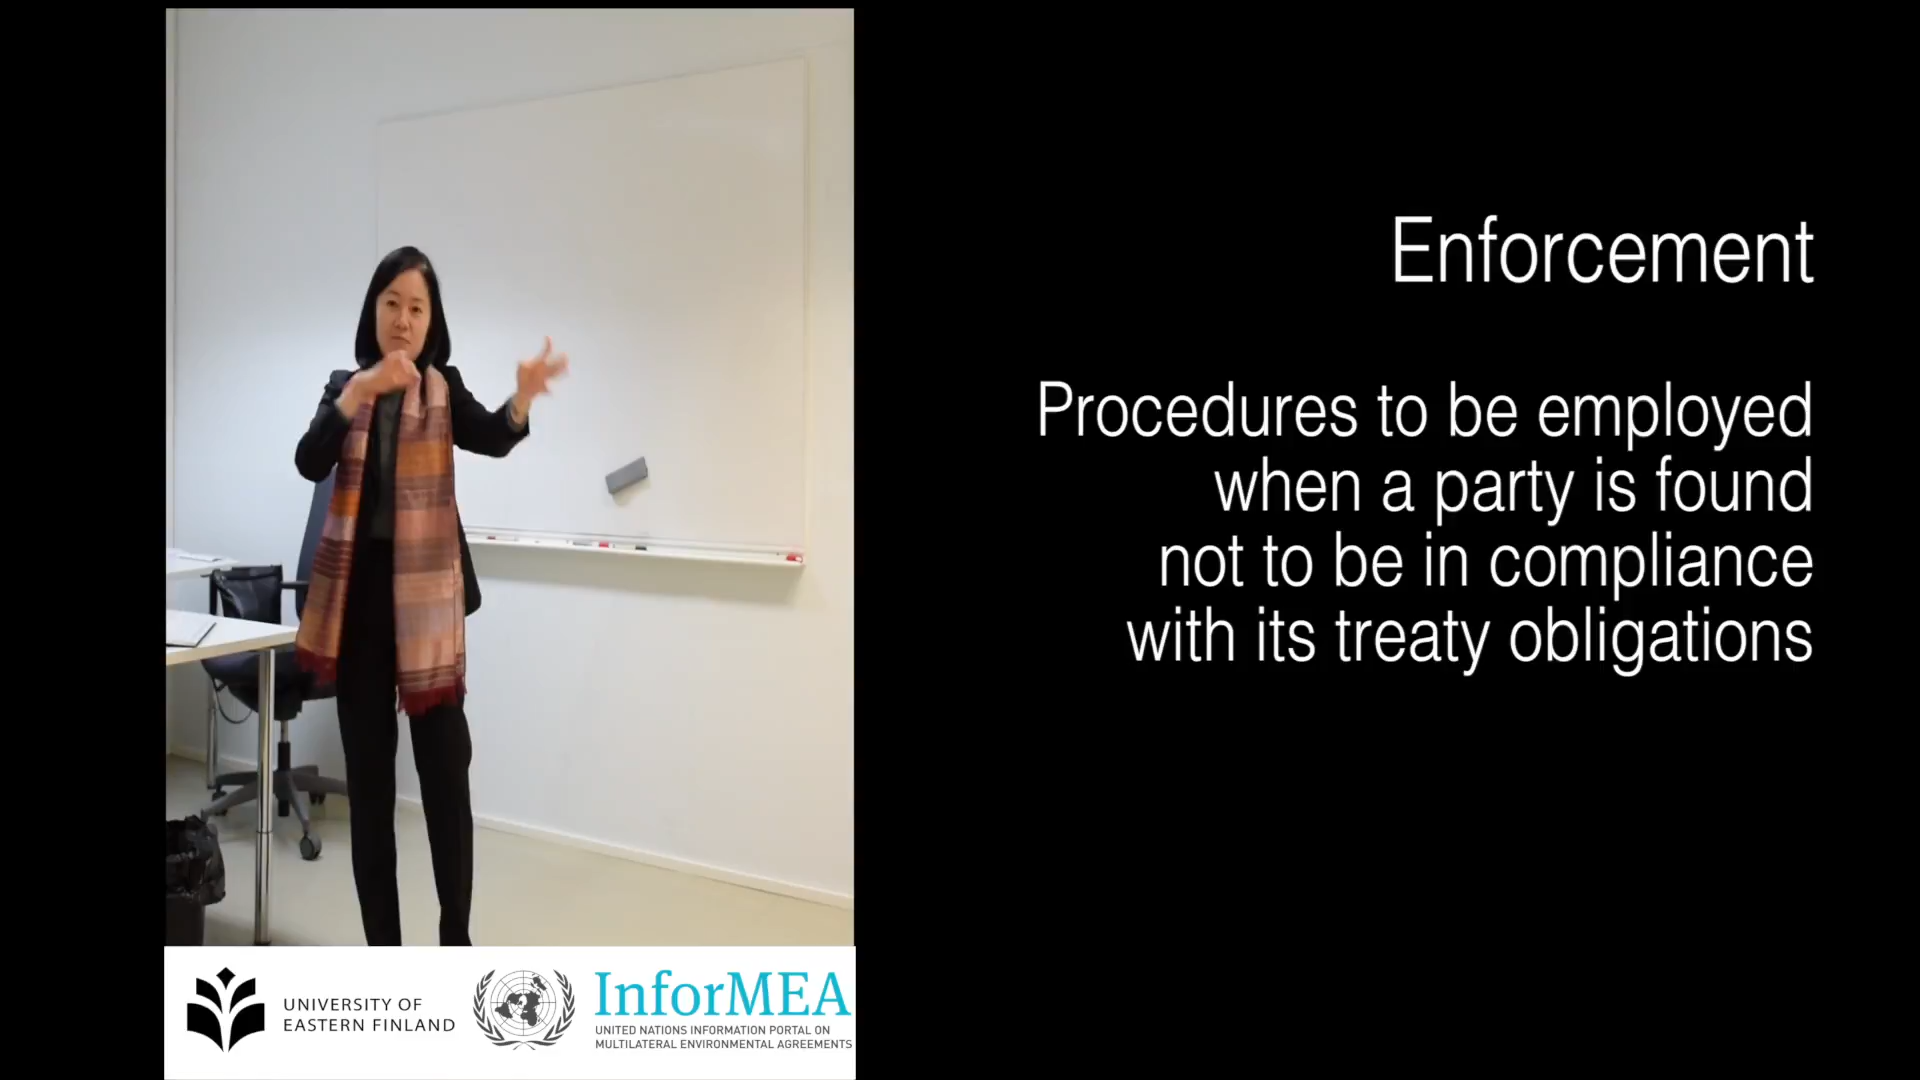 Enforcement
Procedures to be employed
when a party is found
not to be in compliance
with its treaty obligations
UNIVERSITY OF
EASTERN FINLAND
InforMEA
UNITED NATIONS INFORMATION PORTAL ON
MULTILATERAL ENVIRONMENTAL AGREEMENTS